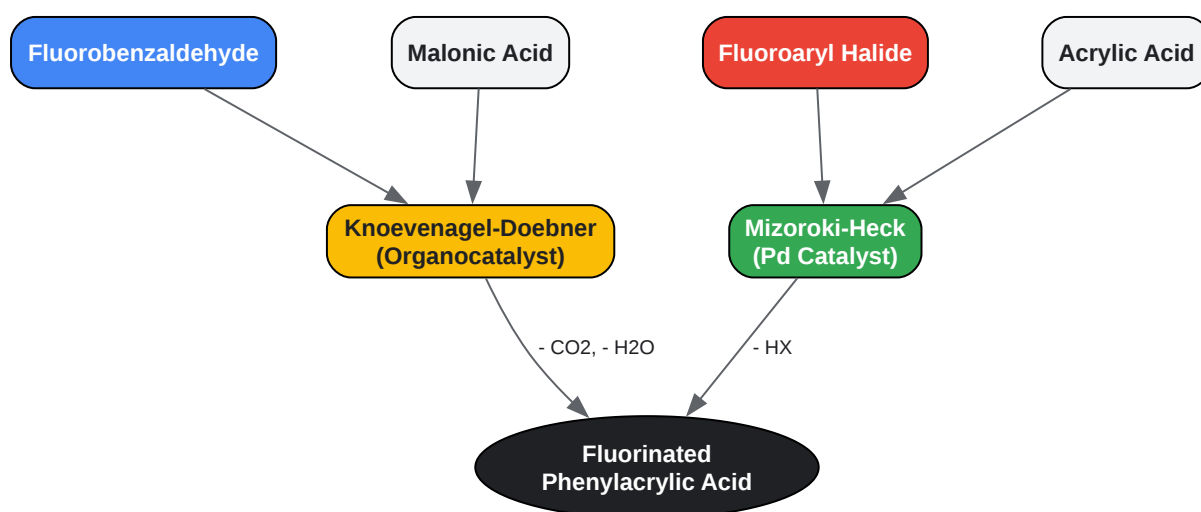 Fluorobenzaldehyde
Malonic Acid
Fluoroaryl Halide
Acrylic Acid
Knoevenagel-Doebner
(Organocatalyst)
Mizoroki-Heck
(Pd Catalyst)
- CO2, - H2O
- HX
Fluorinated
Phenylacrylic Acid